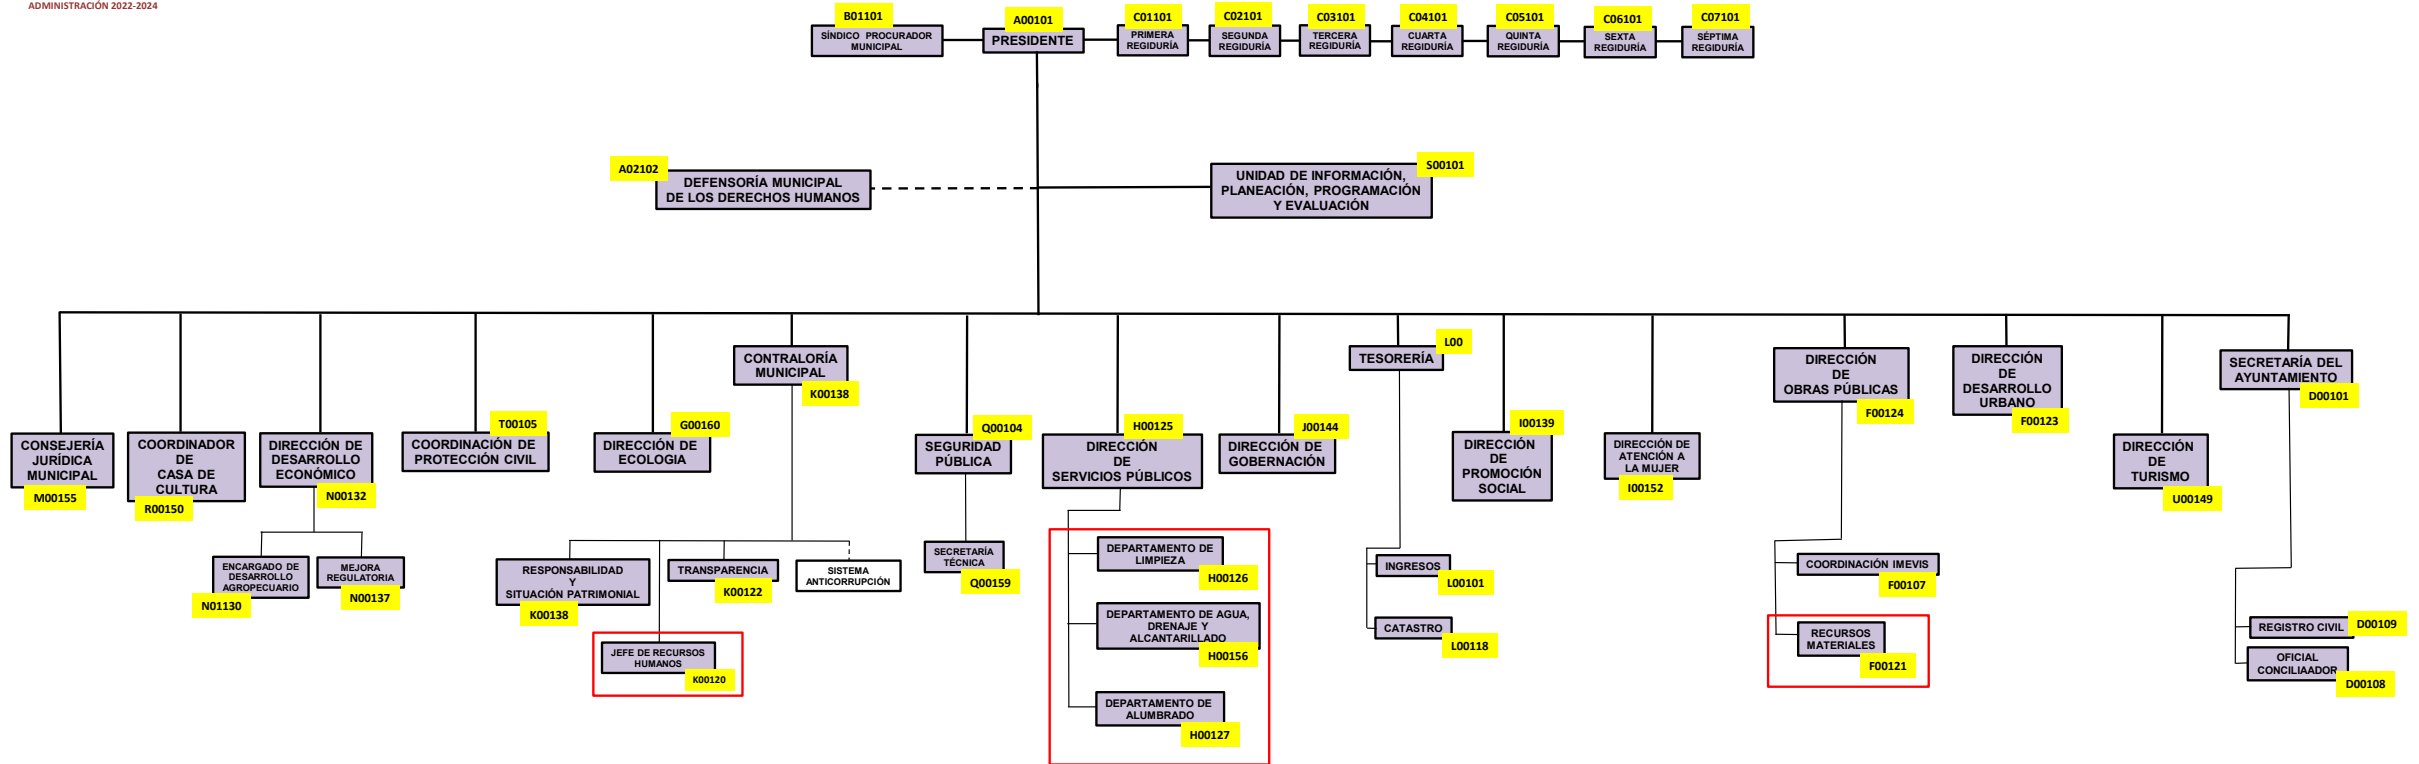 ADMINISTRACIÓN 2022-2024
B01101
SÍNDICO PROCURADOR
MUNICIPAL
A00101
PRESIDENTE
C01101
PRIMERA
REGIDURÍA
C02101
SEGUNDA
REGIDURÍA
C03101
TERCERA
REGIDURÍA
C04101
CUARTA
REGIDURÍA
C05101
QUINTA
REGIDURÍA
C06101
SEXTA
REGIDURÍA
C07101
SÉPTIMA
REGIDURÍA
A02102
DEFENSORÍA MUNICIPAL
DE LOS DERECHOS HUMANOS
S00101
UNIDAD DE INFORMACIÓN,
PLANEACIÓN, PROGRAMACIÓN
Y EVALUACIÓN
CONSEJERÍA
JURÍDICA
MUNICIPAL
M00155
COORDINADOR
DE
CASA DE
CULTURA
R00150
DIRECCIÓN DE
DESARROLLO
ECONÓMICO
N00132
ENCARGADO DE
DESARROLLO
AGROPECUARIO
N01130
MEJORA
REGULATORIA
N00137
T00105
COORDINACIÓN DE
PROTECCIÓN CIVIL
G00160
DIRECCIÓN DE
ECOLOGIA
CONTRALORÍA
MUNICIPAL
K00138
RESPONSABILIDAD
Y
SITUACIÓN PATRIMONIAL
K00138
JEFE DE RECURSOS
HUMANOS
K00120
TRANSPARENCIA
K00122
SISTEMA
ANTICORRUPCIÓN
Q00104
SEGURIDAD
PÚBLICA
SECRETARÍA
TÉCNICA
Q00159
H00125
DIRECCIÓN
DE
SERVICIOS PÚBLICOS
DEPARTAMENTO DE
LIMPIEZA
H00126
DEPARTAMENTO DE AGUA,
DRENAJE Y
ALCANTARILLADO
H00156
DEPARTAMENTO DE
ALUMBRADO
H00127
J00144
DIRECCIÓN DE
GOBERNACIÓN
L00
TESORERÍA
INGRESOS
L00101
CATASTRO
L00118
I00139
DIRECCIÓN
DE
PROMOCIÓN
SOCIAL
DIRECCIÓN DE
ATENCIÓN A
LA MUJER
I00152
DIRECCIÓN
DE
OBRAS PÚBLICAS
F00124
COORDINACIÓN IMEVIS
F00107
RECURSOS
MATERIALES
F00121
DIRECCIÓN
DE
DESARROLLO
URBANO
F00123
DIRECCIÓN
DE
TURISMO
U00149
SECRETARÍA DEL
AYUNTAMIENTO
D00101
REGISTRO CIVIL
D00109
OFICIAL
CONCILIAADOR
D00108